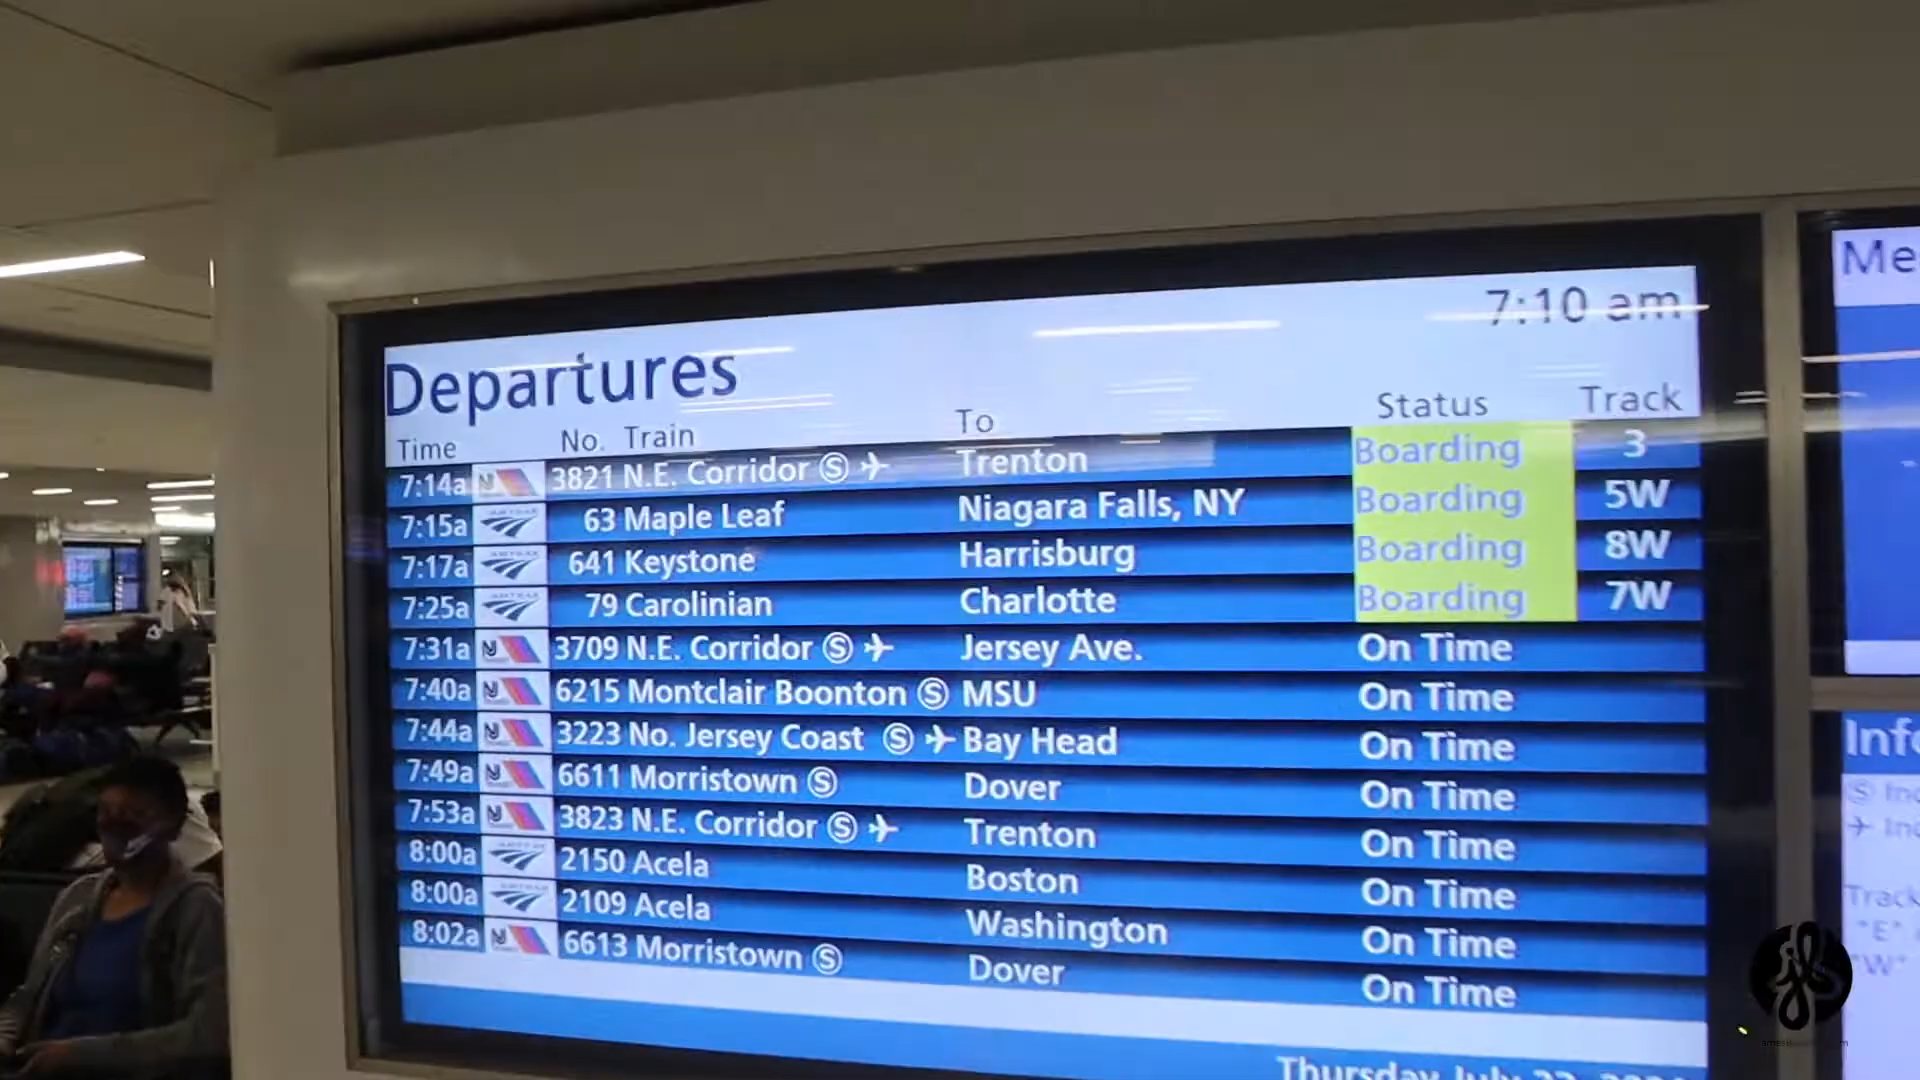 7:10 am
Departures
Time No. Train To Status Track
7:14a 3821 N.E. Corridor Ⓢ ✈ Trenton Boarding 3
7:15a 63 Maple Leaf Niagara Falls, NY Boarding 5W
7:17a 641 Keystone Harrisburg Boarding 8W
7:25a 79 Carolinian Charlotte Boarding 7W
7:31a 3709 N.E. Corridor Ⓢ ✈ Jersey Ave. On Time
7:40a 6215 Montclair Boonton Ⓢ MSU On Time
7:44a 3223 No. Jersey Coast Ⓢ ✈ Bay Head On Time
7:49a 6611 Morristown Ⓢ Dover On Time
7:53a 3823 N.E. Corridor Ⓢ ✈ Trenton On Time
8:00a 2150 Acela Boston On Time
8:00a 2109 Acela Washington On Time
8:02a 6613 Morristown Ⓢ Dover On Time
Thursday July
Me
Info
Ⓢ Ind
✈ Ind
Track
"E"
"W"